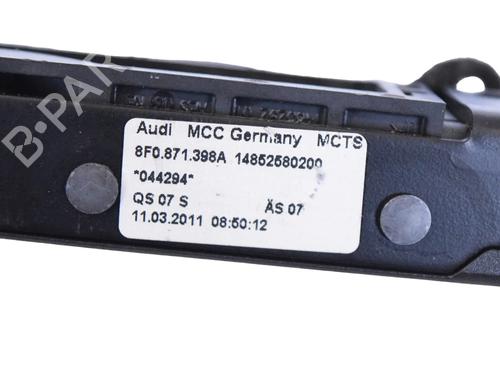 B-PAR
Audi MCC Germany MCTS
8F0.871.398A 14852580200
*044294*
QS 07 S ÄS 07
11.03.2011 08:50:12